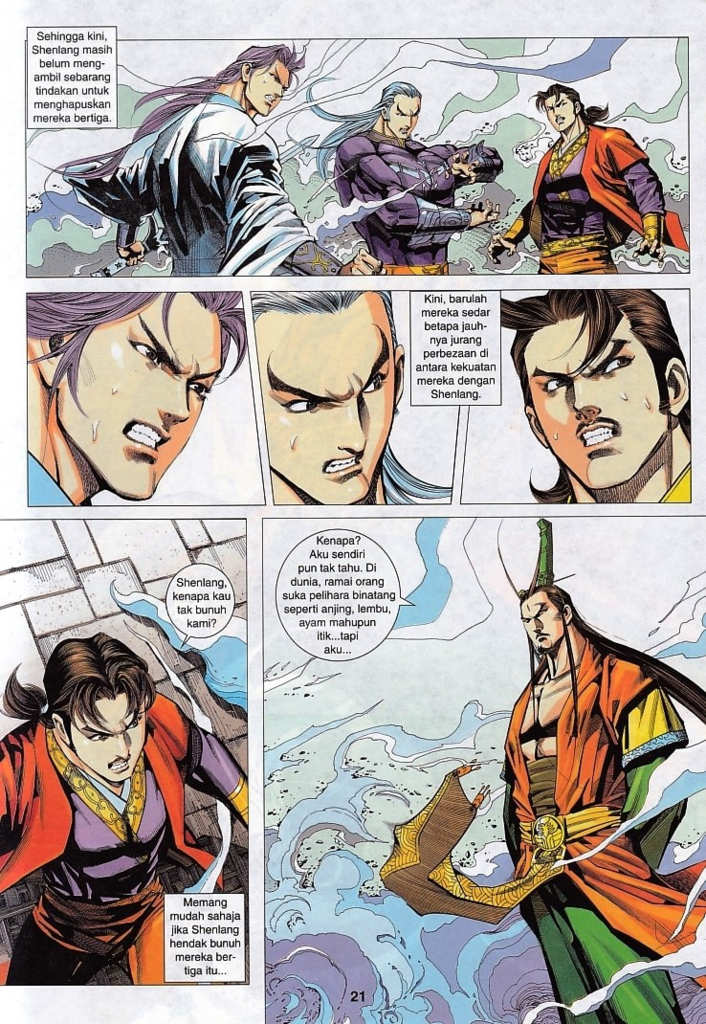 Sehingga kini,
Shenlang masih
belum meng-
ambil sebarang
tindakan untuk
menghapuskan
mereka bertiga.
Kini, barulah
mereka sedar
betapa jauh-
nya jurang
perbezaan di
antara kekuatan
mereka dengan
Shenlang.
Shenlang,
kenapa kau
tak bunuh
kami?
Memang
mudah sahaja
jika Shenlang
hendak bunuh
mereka ber-
tiga itu...
Kenapa?
Aku sendiri
pun tak tahu. Di
dunia, ramai orang
suka pelihara binatang
seperti anjing, lembu,
ayam mahupun
itik...tapi
aku...
21